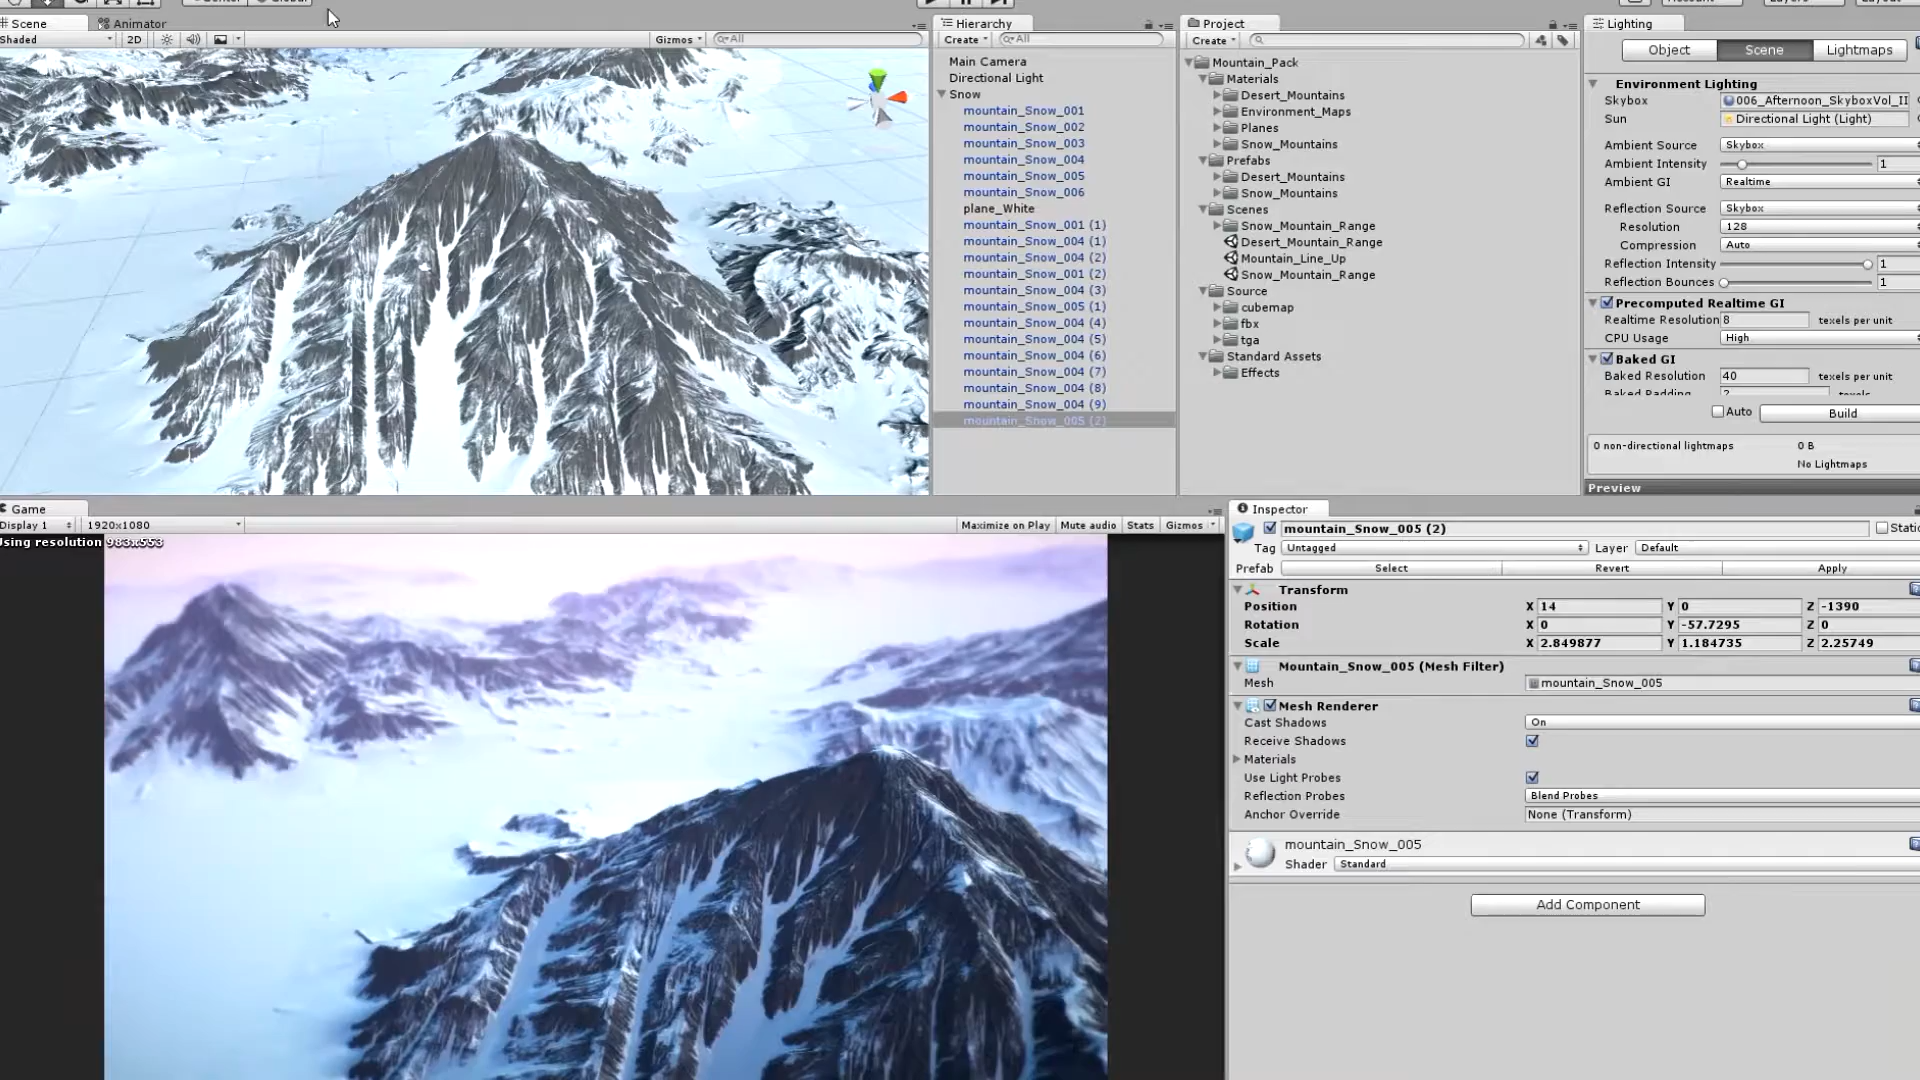 Center
Global
Account
Layers
Layout
Scene
Animator
Shaded
2D
Gizmos
All
Hierarchy
Create
All
Main Camera
Directional Light
Snow
mountain_Snow_001
mountain_Snow_002
mountain_Snow_003
mountain_Snow_004
mountain_Snow_005
mountain_Snow_006
plane_White
mountain_Snow_001 (1)
mountain_Snow_004 (1)
mountain_Snow_004 (2)
mountain_Snow_001 (2)
mountain_Snow_004 (3)
mountain_Snow_005 (1)
mountain_Snow_004 (4)
mountain_Snow_004 (5)
mountain_Snow_004 (6)
mountain_Snow_004 (7)
mountain_Snow_004 (8)
mountain_Snow_004 (9)
mountain_Snow_005 (2)
Project
Create
Mountain_Pack
Materials
Desert_Mountains
Environment_Maps
Planes
Snow_Mountains
Prefabs
Desert_Mountains
Snow_Mountains
Scenes
Snow_Mountain_Range
Desert_Mountain_Range
Mountain_Line_Up
Snow_Mountain_Range
Source
cubemap
fbx
tga
Standard Assets
Effects
Lighting
Object Scene Lightmaps
Environment Lighting
Skybox 006_Afternoon_SkyboxVol_II
Sun Directional Light (Light)
Ambient Source Skybox
Ambient Intensity 1
Ambient GI Realtime
Reflection Source Skybox
Resolution 128
Compression Auto
Reflection Intensity 1
Reflection Bounces 1
Precomputed Realtime GI
Realtime Resolution 8 texels per unit
CPU Usage High
Baked GI
Baked Resolution 40 texels per unit
Baked Padding 2 texels
Auto Build
0 non-directional lightmaps 0 B
No Lightmaps
Preview
Game
Display 1 1920x1080 Maximize on Play Mute audio Stats Gizmos
Using resolution 983x553
Inspector
mountain_Snow_005 (2) Static
Tag Untagged Layer Default
Prefab Select Revert Apply
Transform
Position X 14 Y 0 Z -1390
Rotation X 0 Y -57.7295 Z 0
Scale X 2.849877 Y 1.184735 Z 2.25749
Mountain_Snow_005 (Mesh Filter)
Mesh mountain_Snow_005
Mesh Renderer
Cast Shadows On
Receive Shadows
Materials
Use Light Probes
Reflection Probes Blend Probes
Anchor Override None (Transform)
mountain_Snow_005
Shader Standard
Add Component